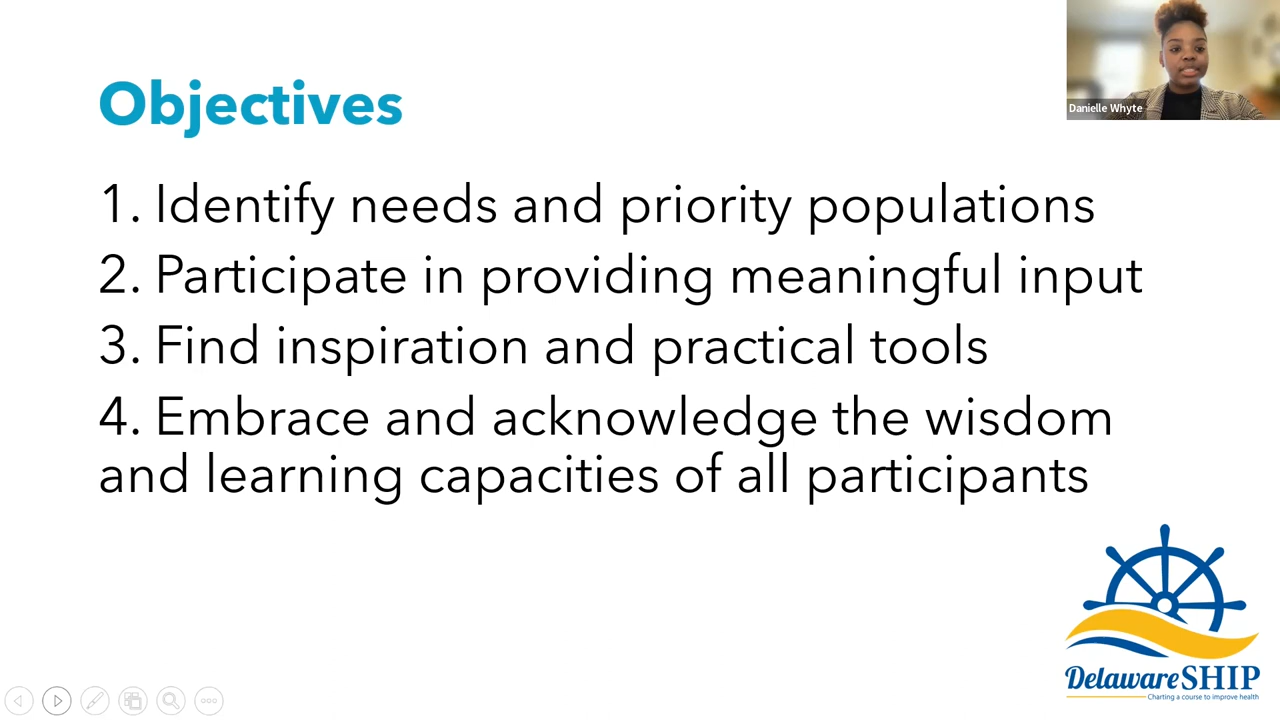 Objectives
Danielle Whyte
1. Identify needs and priority populations
2. Participate in providing meaningful input
3. Find inspiration and practical tools
4. Embrace and acknowledge the wisdom
and learning capacities of all participants
Delaware SHIP
Charting a course to improve health